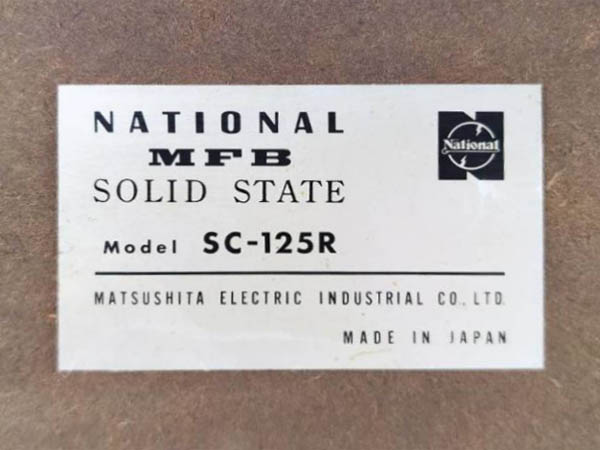 NATIONAL
National
MFB
SOLID STATE
Model SC-125R
MATSUSHITA ELECTRIC INDUSTRIAL CO., LTD.
MADE IN JAPAN